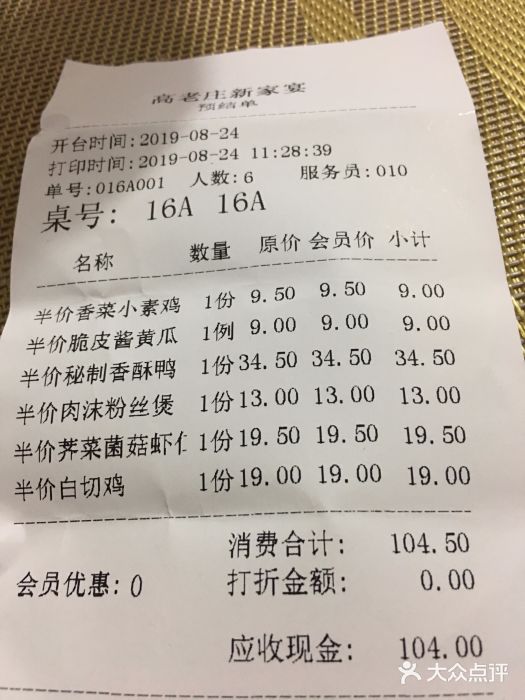 高老庄新家宴
预结单
开台时间:2019-08-24
打印时间:2019-08-24 11:28:39
单号:016A001 人数:6 服务员:010
桌号: 16A 16A
名称 数量 原价 会员价 小计
半价香菜小素鸡 1份 9.50 9.50 9.00
半价脆皮酱黄瓜 1例 9.00 9.00 9.00
半价秘制香酥鸭 1份 34.50 34.50 34.50
半价肉沫粉丝煲 1份 13.00 13.00 13.00
半价荠菜菌菇虾仁 1份 19.50 19.50 19.50
半价白切鸡 1份 19.00 19.00 19.00
消费合计: 104.50
会员优惠:0 打折金额: 0.00
应收现金: 104.00
大众点评